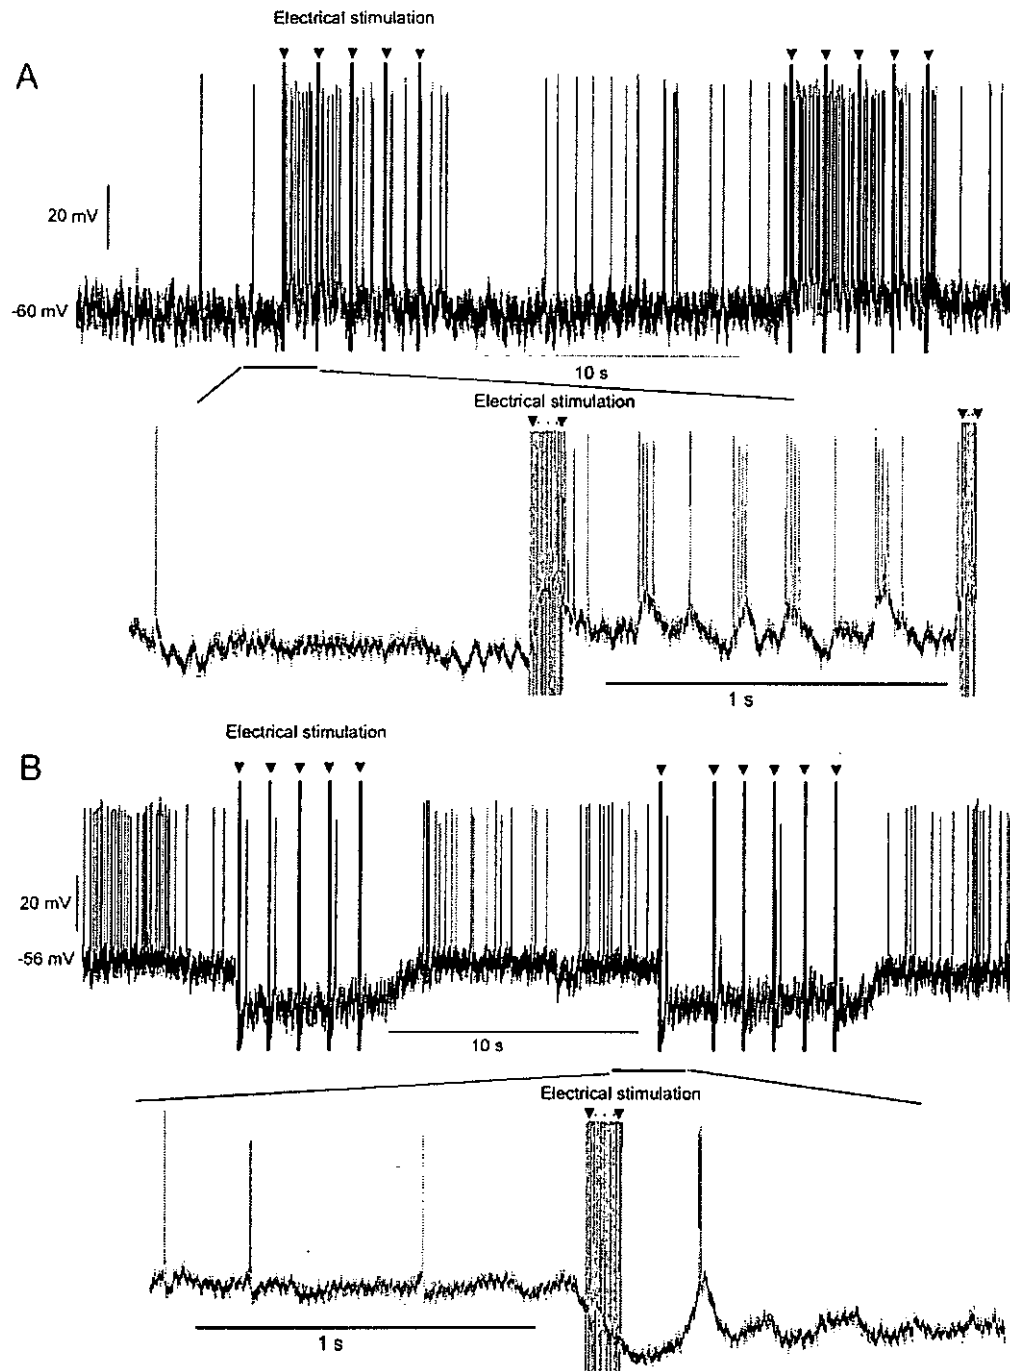 Electrical stimulation
A
20 mV
-60 mV
10 s
Electrical stimulation
1 s
Electrical stimulation
B
20 mV
-56 mV
10 s
Electrical stimulation
1 s